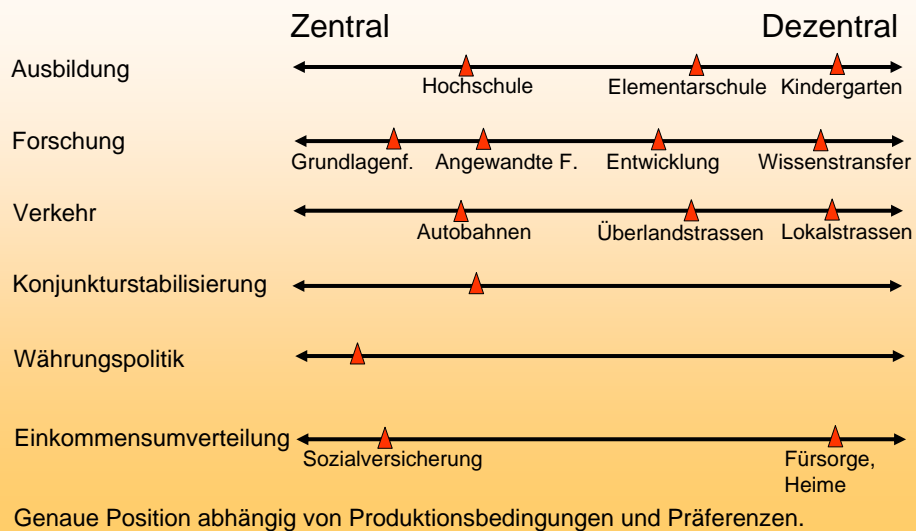 Zentral Dezentral
Ausbildung
Hochschule Elementarschule Kindergarten
Forschung
Grundlagenf. Angewandte F. Entwicklung Wissenstransfer
Verkehr
Autobahnen Überlandstrassen Lokalstrassen
Konjunkturstabilisierung
Währungspolitik
Einkommensumverteilung
Sozialversicherung Fürsorge,
Heime
Genaue Position abhängig von Produktionsbedingungen und Präferenzen.